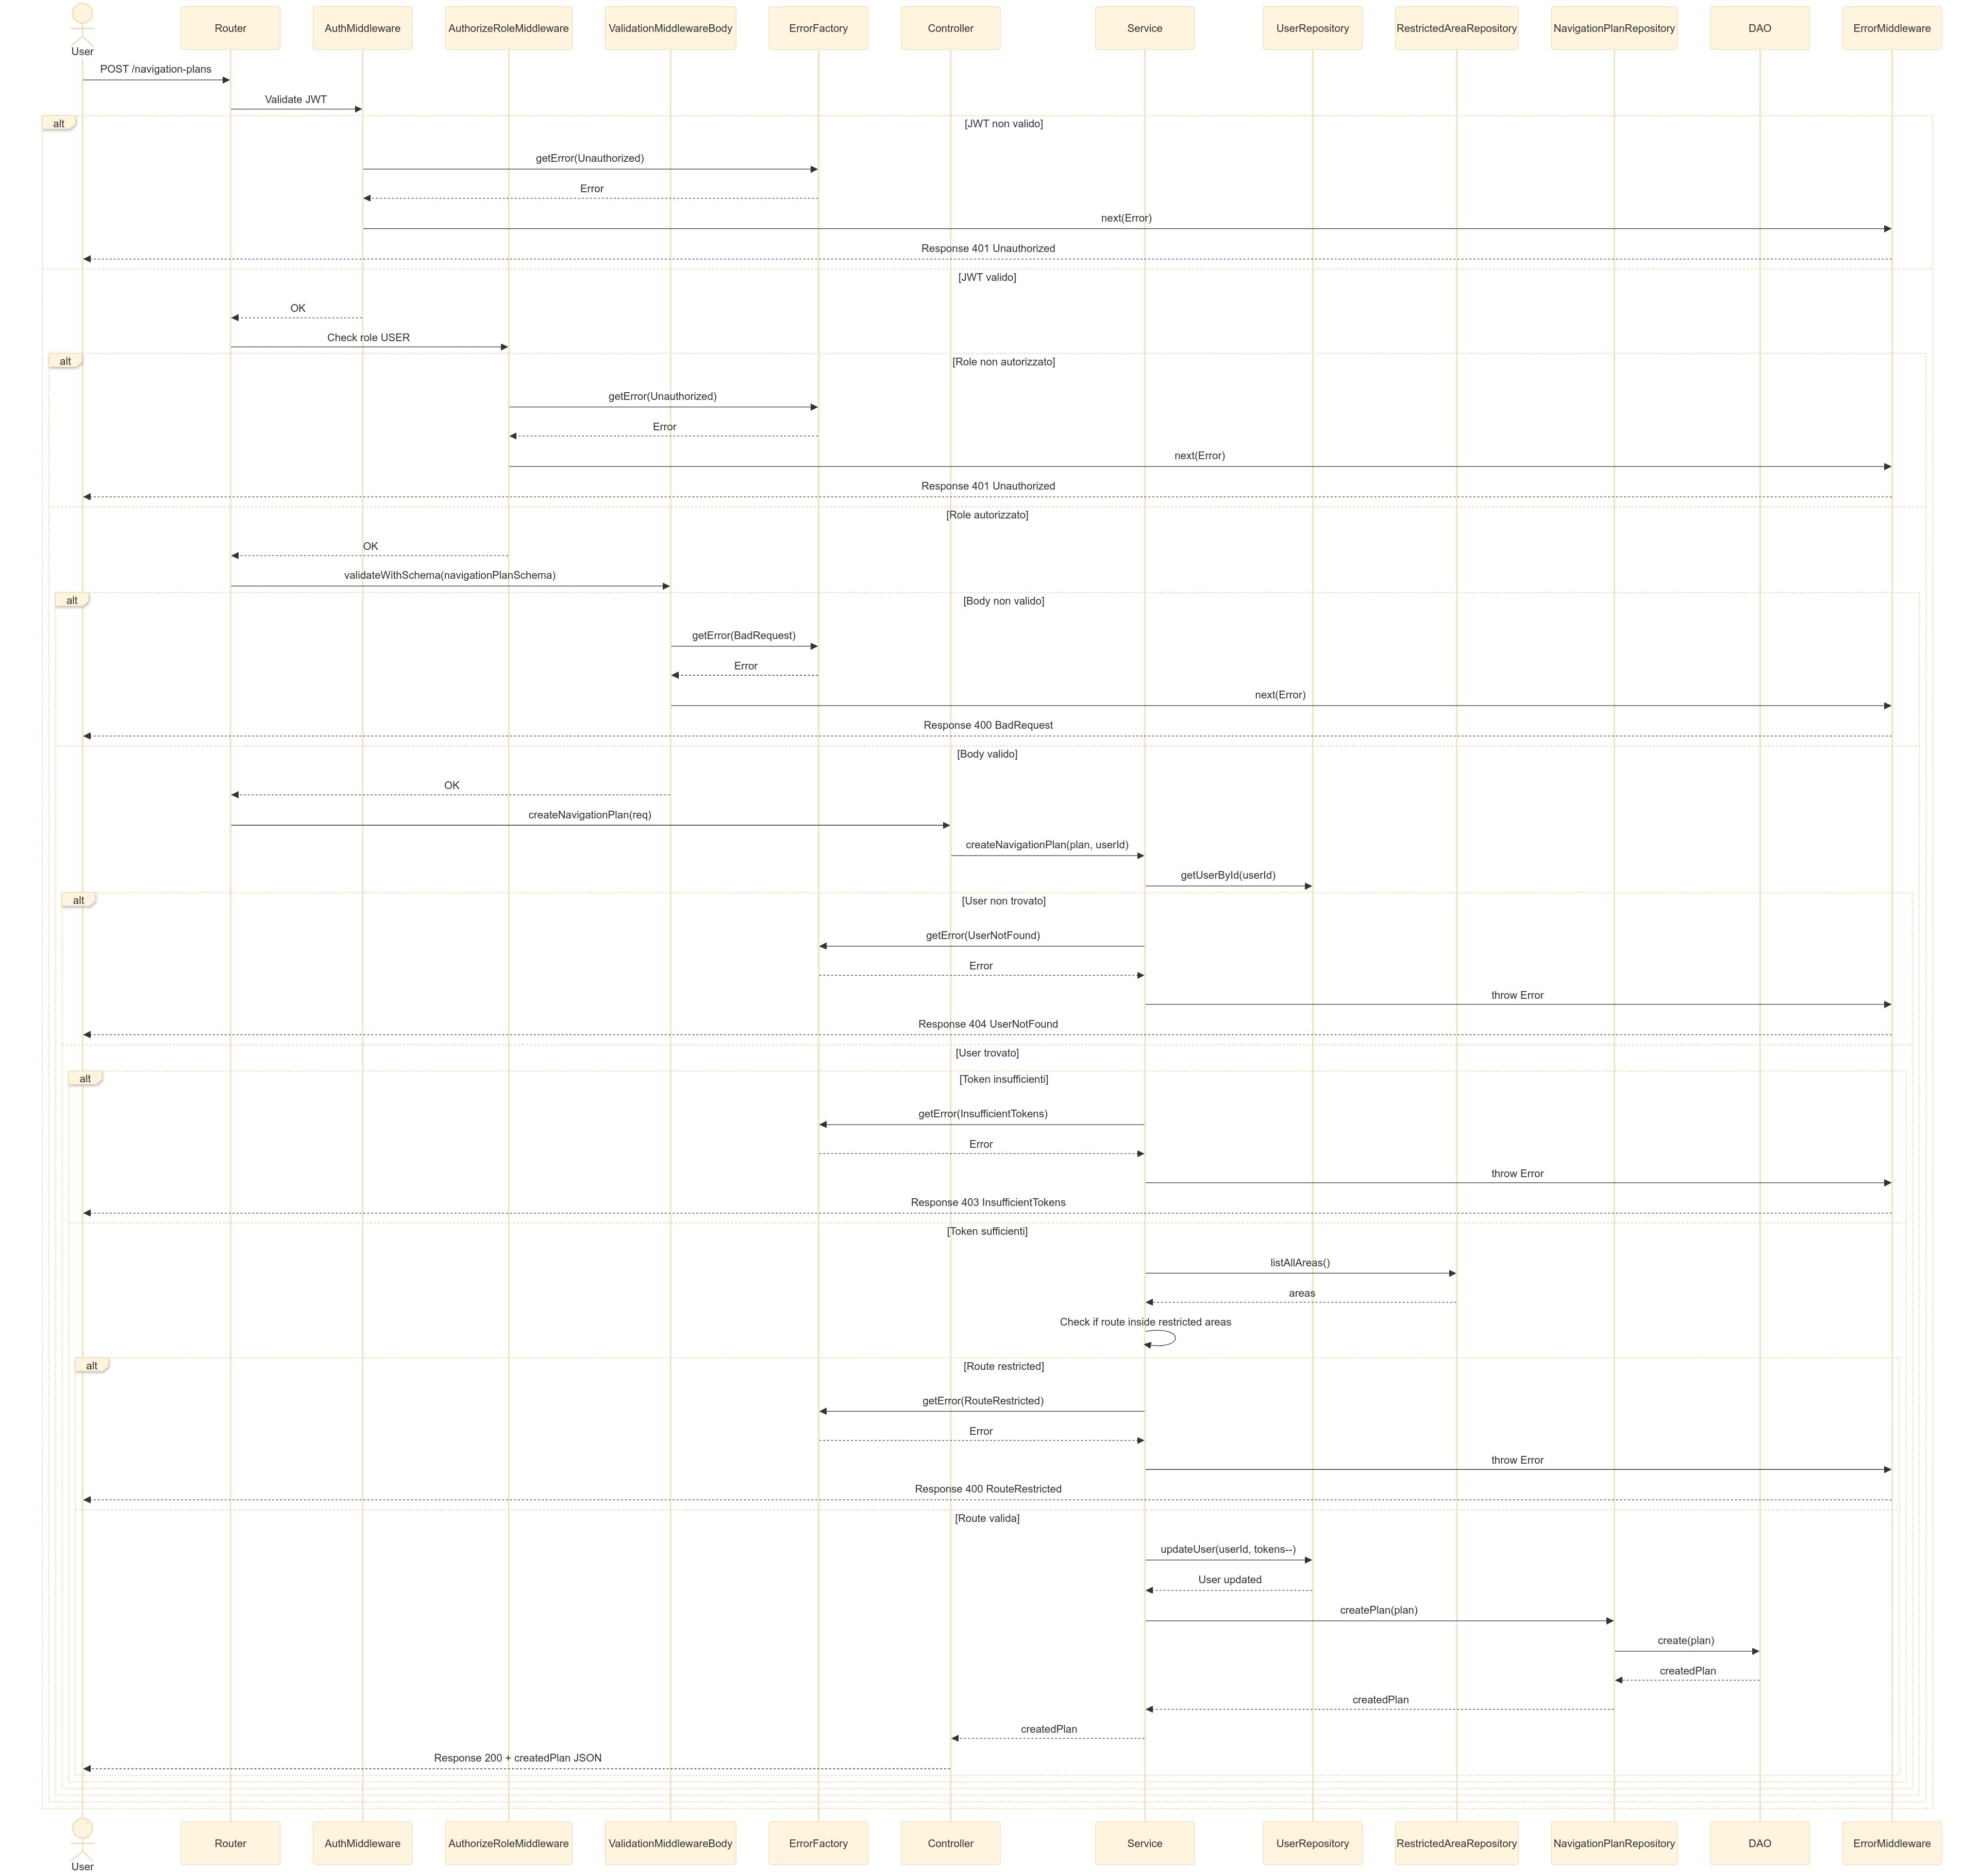 User
Router
AuthMiddleware
AuthorizeRoleMiddleware
ValidationMiddlewareBody
ErrorFactory
Controller
Service
UserRepository
RestrictedAreaRepository
NavigationPlanRepository
DAO
ErrorMiddleware
POST /navigation-plans
Validate JWT
alt
[JWT non valido]
getError(Unauthorized)
Error
next(Error)
Response 401 Unauthorized
[JWT valido]
OK
Check role USER
alt
[Role non autorizzato]
getError(Unauthorized)
Error
next(Error)
Response 401 Unauthorized
[Role autorizzato]
OK
validateWithSchema(navigationPlanSchema)
alt
[Body non valido]
getError(BadRequest)
Error
next(Error)
Response 400 BadRequest
[Body valido]
OK
createNavigationPlan(req)
createNavigationPlan(plan, userId)
getUserById(userId)
alt
[User non trovato]
getError(UserNotFound)
Error
throw Error
Response 404 UserNotFound
[User trovato]
alt
[Token insufficienti]
getError(InsufficientTokens)
Error
throw Error
Response 403 InsufficientTokens
[Token sufficienti]
listAllAreas()
areas
Check if route inside restricted areas
alt
[Route restricted]
getError(RouteRestricted)
Error
throw Error
Response 400 RouteRestricted
[Route valida]
updateUser(userId, tokens--)
User updated
createPlan(plan)
create(plan)
createdPlan
createdPlan
createdPlan
Response 200 + createdPlan JSON
User
Router
AuthMiddleware
AuthorizeRoleMiddleware
ValidationMiddlewareBody
ErrorFactory
Controller
Service
UserRepository
RestrictedAreaRepository
NavigationPlanRepository
DAO
ErrorMiddleware